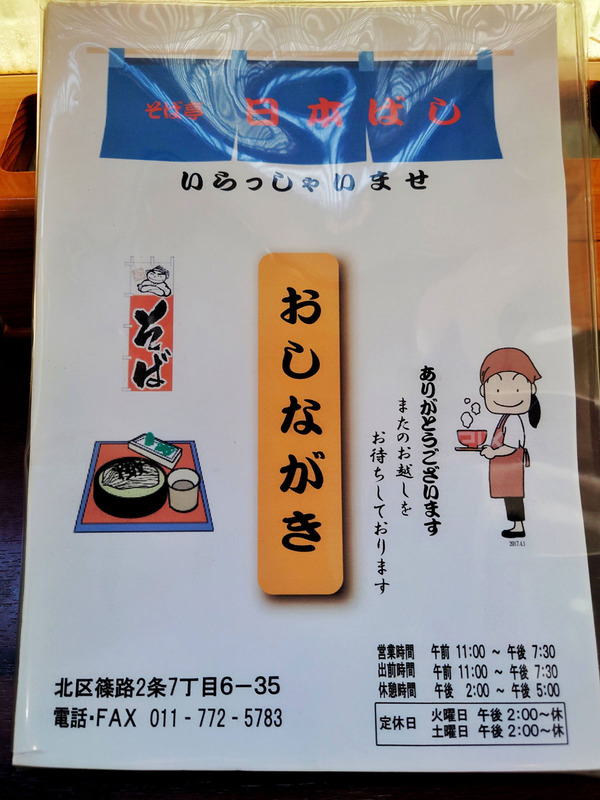 そば亭 日本ばし
いらっしゃいませ
そば
おしながき
ありがとうございます
またのお越しを
お待ちしております
2017.4.1
営業時間 午前 11:00 ～ 午後 7:30
出前時間 午前 11:00 ～ 午後 7:30
休憩時間 午後 2:00 ～ 午後 5:00
定休日 火曜日 午後 2:00～休
土曜日 午後 2:00～休
北区篠路2条7丁目6－35
電話・FAX 011 - 772 - 5783